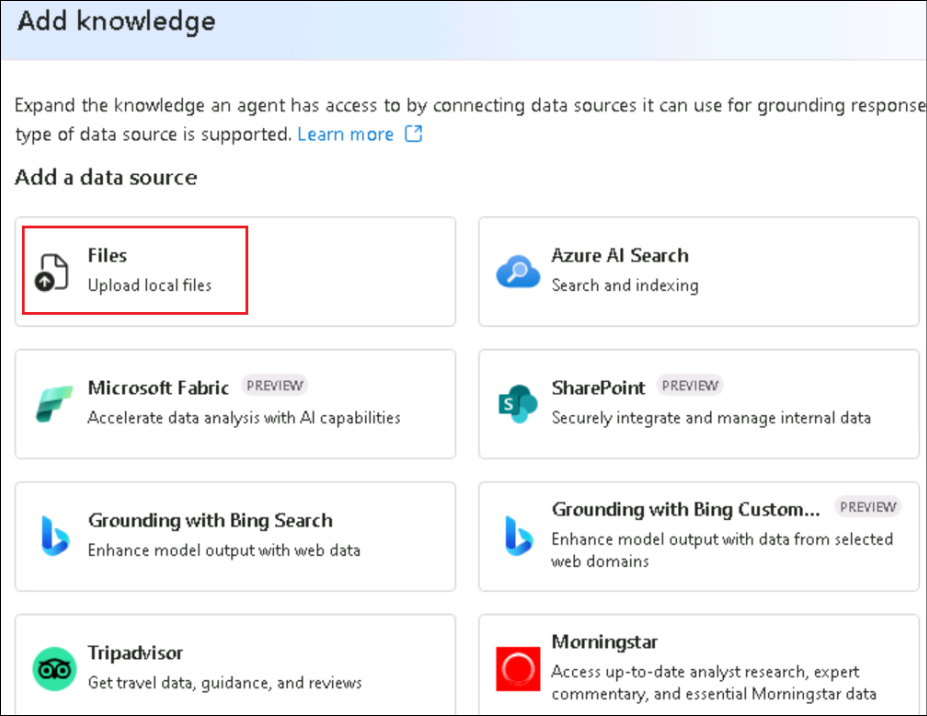 Add knowledge
Expand the knowledge an agent has access to by connecting data sources it can use for grounding response
type of data source is supported. Learn more
Add a data source
Files
Upload local files
Azure AI Search
Search and indexing
Microsoft Fabric PREVIEW
Accelerate data analysis with AI capabilities
SharePoint PREVIEW
Securely integrate and manage internal data
Grounding with Bing Search
Enhance model output with web data
Grounding with Bing Custom... PREVIEW
Enhance model output with data from selected
web domains
Tripadvisor
Get travel data, guidance, and reviews
Morningstar
Access up-to-date analyst research, expert
commentary, and essential Morningstar data